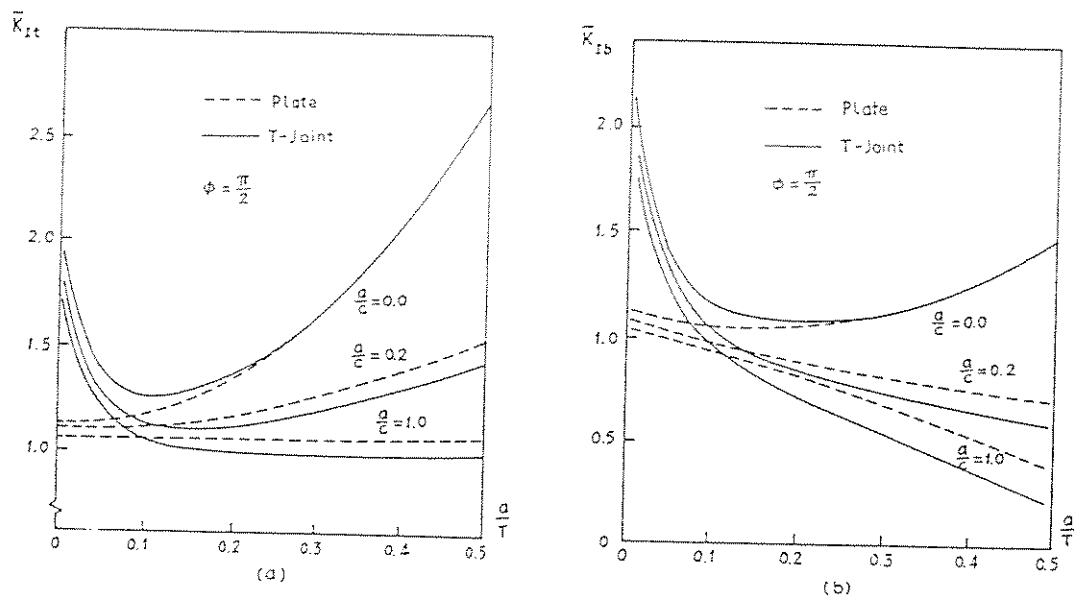 K̄It
2.5
2.0
1.5
1.0
--- Plate
— T-Joint
ϕ = π/2
a/c = 0.0
a/c = 0.2
a/c = 1.0
0 0.1 0.2 0.3 0.4 0.5
a/T
(a)
K̄Ib
2.0
1.5
1.0
0.5
0
--- Plate
— T-Joint
ϕ = π/2
a/c = 0.0
a/c = 0.2
a/c = 1.0
0 0.1 0.2 0.3 0.4 0.5
a/T
(b)